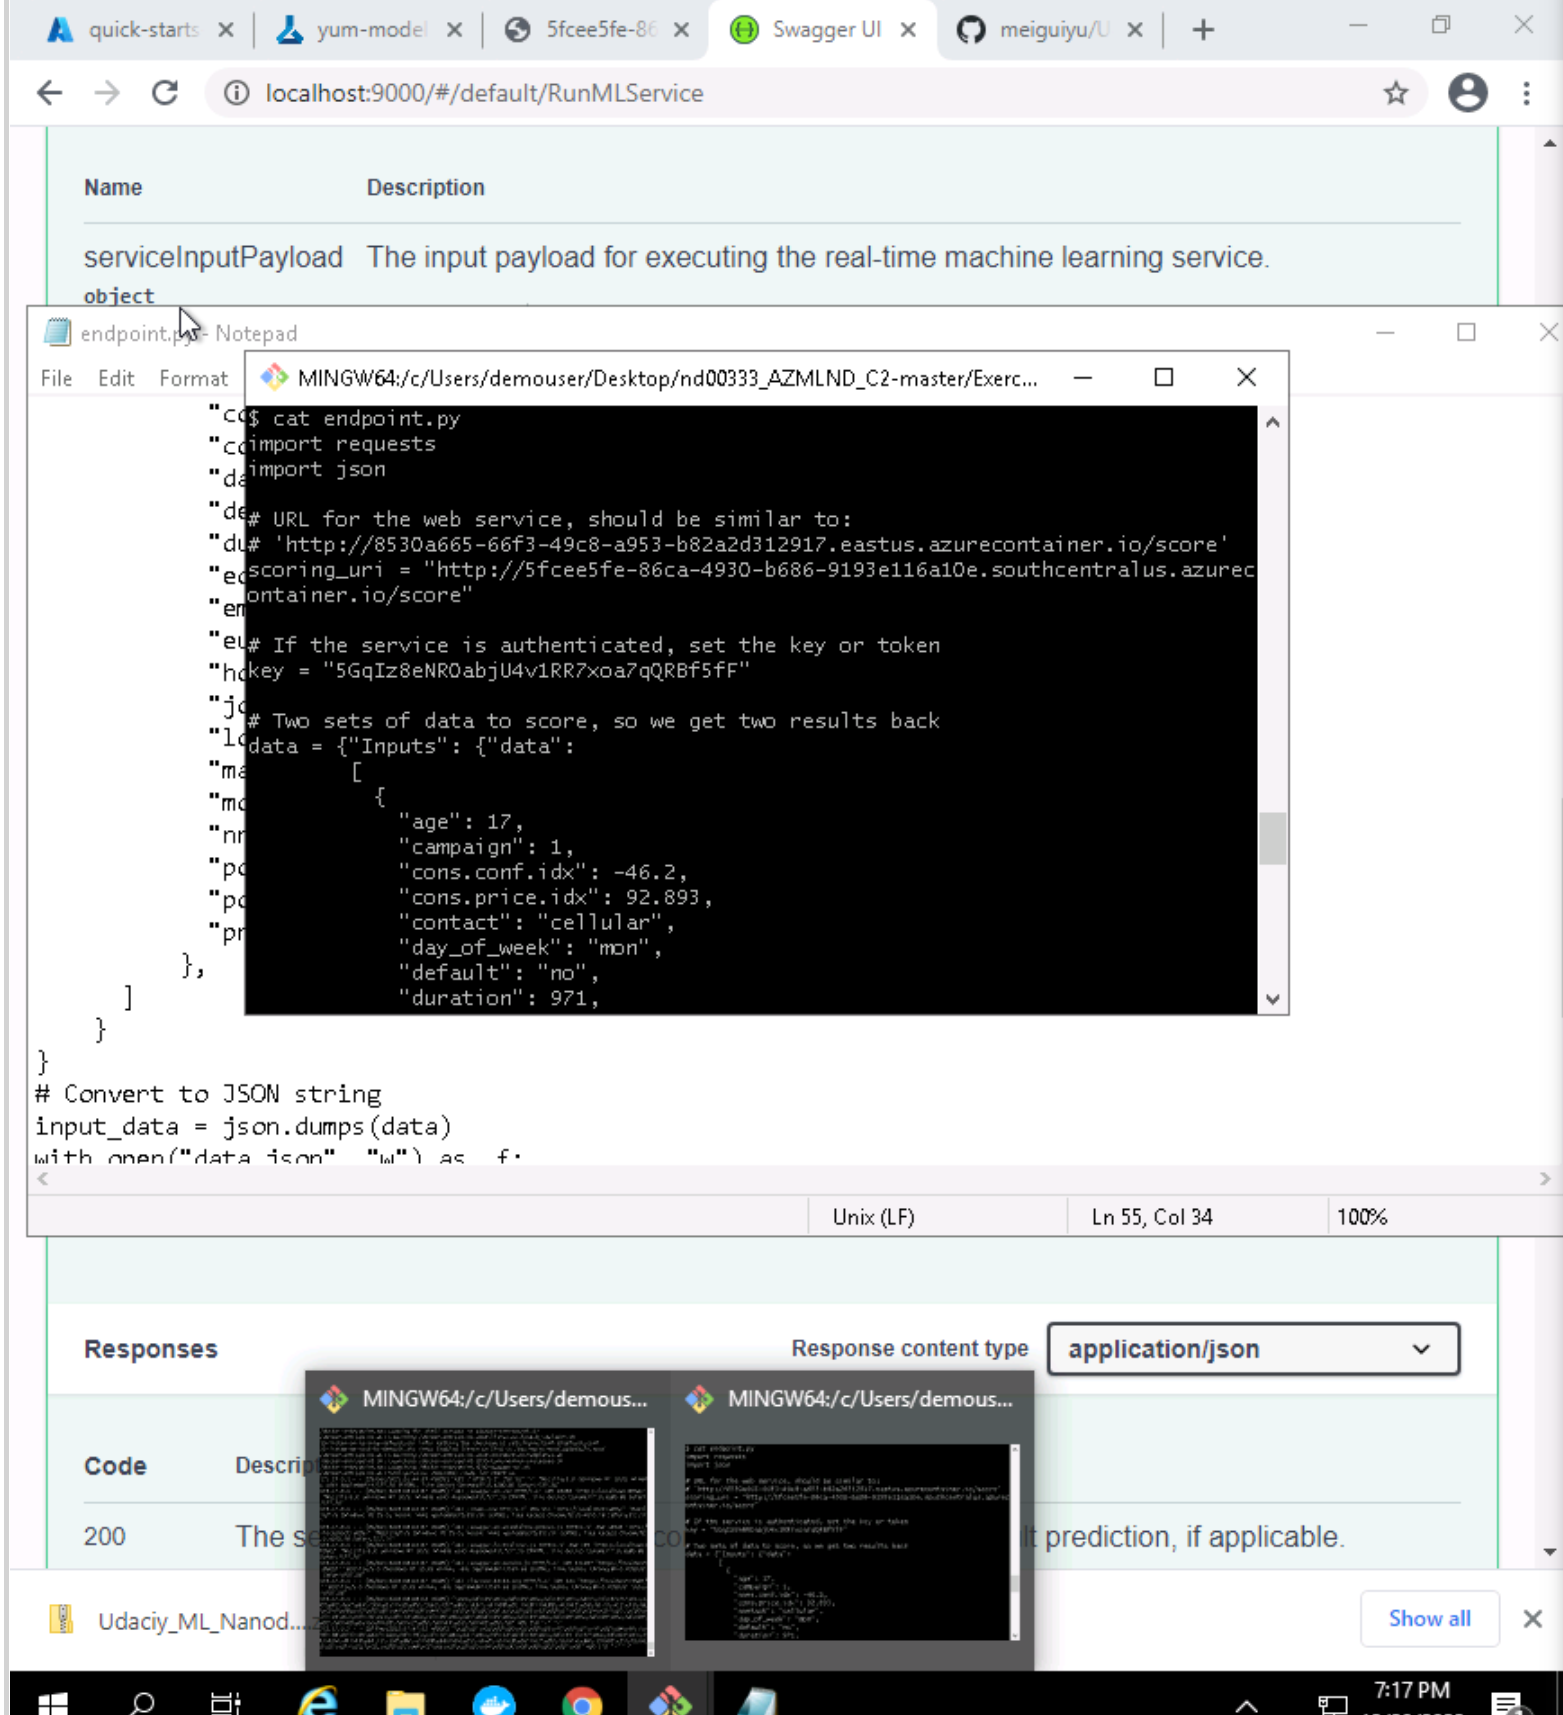 quick-starts
yum-model
5fcee5fe-86
Swagger UI
meiguiyu/U
localhost:9000/#/default/RunMLService
Name Description
serviceInputPayload The input payload for executing the real-time machine learning service.
object
endpoint.py - Notepad
File Edit Format
MINGW64:/c/Users/demouser/Desktop/nd00333_AZMLND_C2-master/Exerc...
$ cat endpoint.py
import requests
import json
# URL for the web service, should be similar to:
# 'http://8530a665-66f3-49c8-a953-b82a2d312917.eastus.azurecontainer.io/score'
scoring_uri = "http://5fcee5fe-86ca-4930-b686-9193e116a10e.southcentralus.azurec
ontainer.io/score"
# If the service is authenticated, set the key or token
key = "5GqIz8eNROabjU4v1RR7xoa7qQRBf5fF"
# Two sets of data to score, so we get two results back
data = {"Inputs": {"data":
[
{
"age": 17,
"campaign": 1,
"cons.conf.idx": -46.2,
"cons.price.idx": 92.893,
"contact": "cellular",
"day_of_week": "mon",
"default": "no",
"duration": 971,
"co
"co
"da
"de
"du
"ed
"em
"eu
"ho
"jo
"lo
"ma
"mo
"nr
"pd
"po
"pr
},
]
}
}
# Convert to JSON string
input_data = json.dumps(data)
with open("data.json", "w") as _f:
Unix (LF) Ln 55, Col 34 100%
Responses Response content type application/json
MINGW64:/c/Users/demous...
MINGW64:/c/Users/demous...
Code Descrip
200 The se co lt prediction, if applicable.
Udaciy_ML_Nanod....z
Show all
7:17 PM